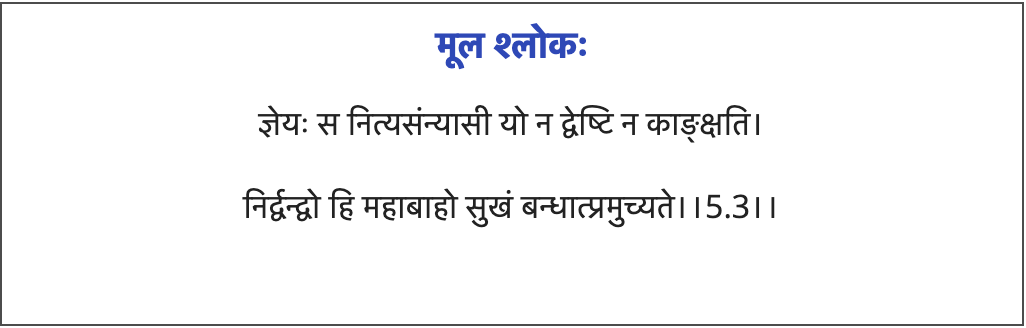 मूल श्लोकः
ज्ञेयः स नित्यसंन्यासी यो न द्वेष्टि न काङ्क्षति।
निर्द्वन्द्वो हि महाबाहो सुखं बन्धात्प्रमुच्यते।।5.3।।